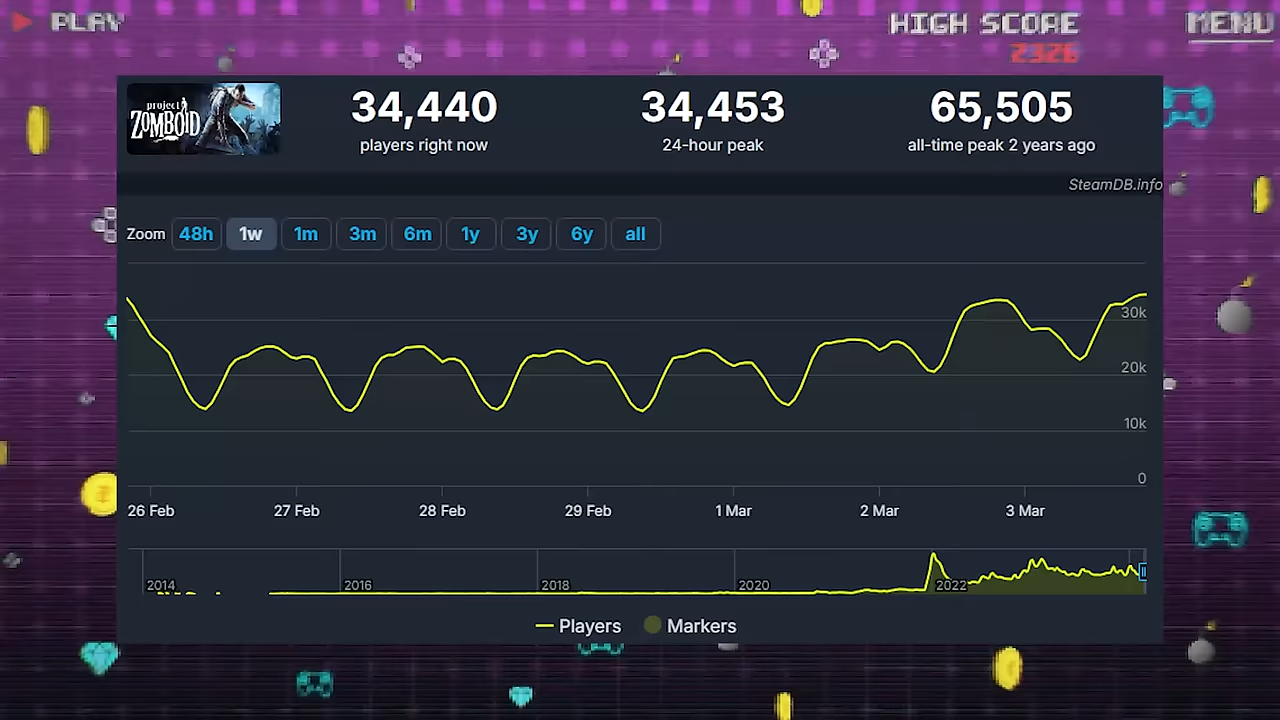 PLAY
HIGH SCORE
MENU
2326
project
ZOMBOID
34,440
34,453
65,505
players right now
24-hour peak
all-time peak 2 years ago
SteamDB.info
Zoom 48h 1w 1m 3m 6m 1y 3y 6y all
30k
20k
10k
0
26 Feb 27 Feb 28 Feb 29 Feb 1 Mar 2 Mar 3 Mar
2014 2016 2018 2020 2022
Players Markers